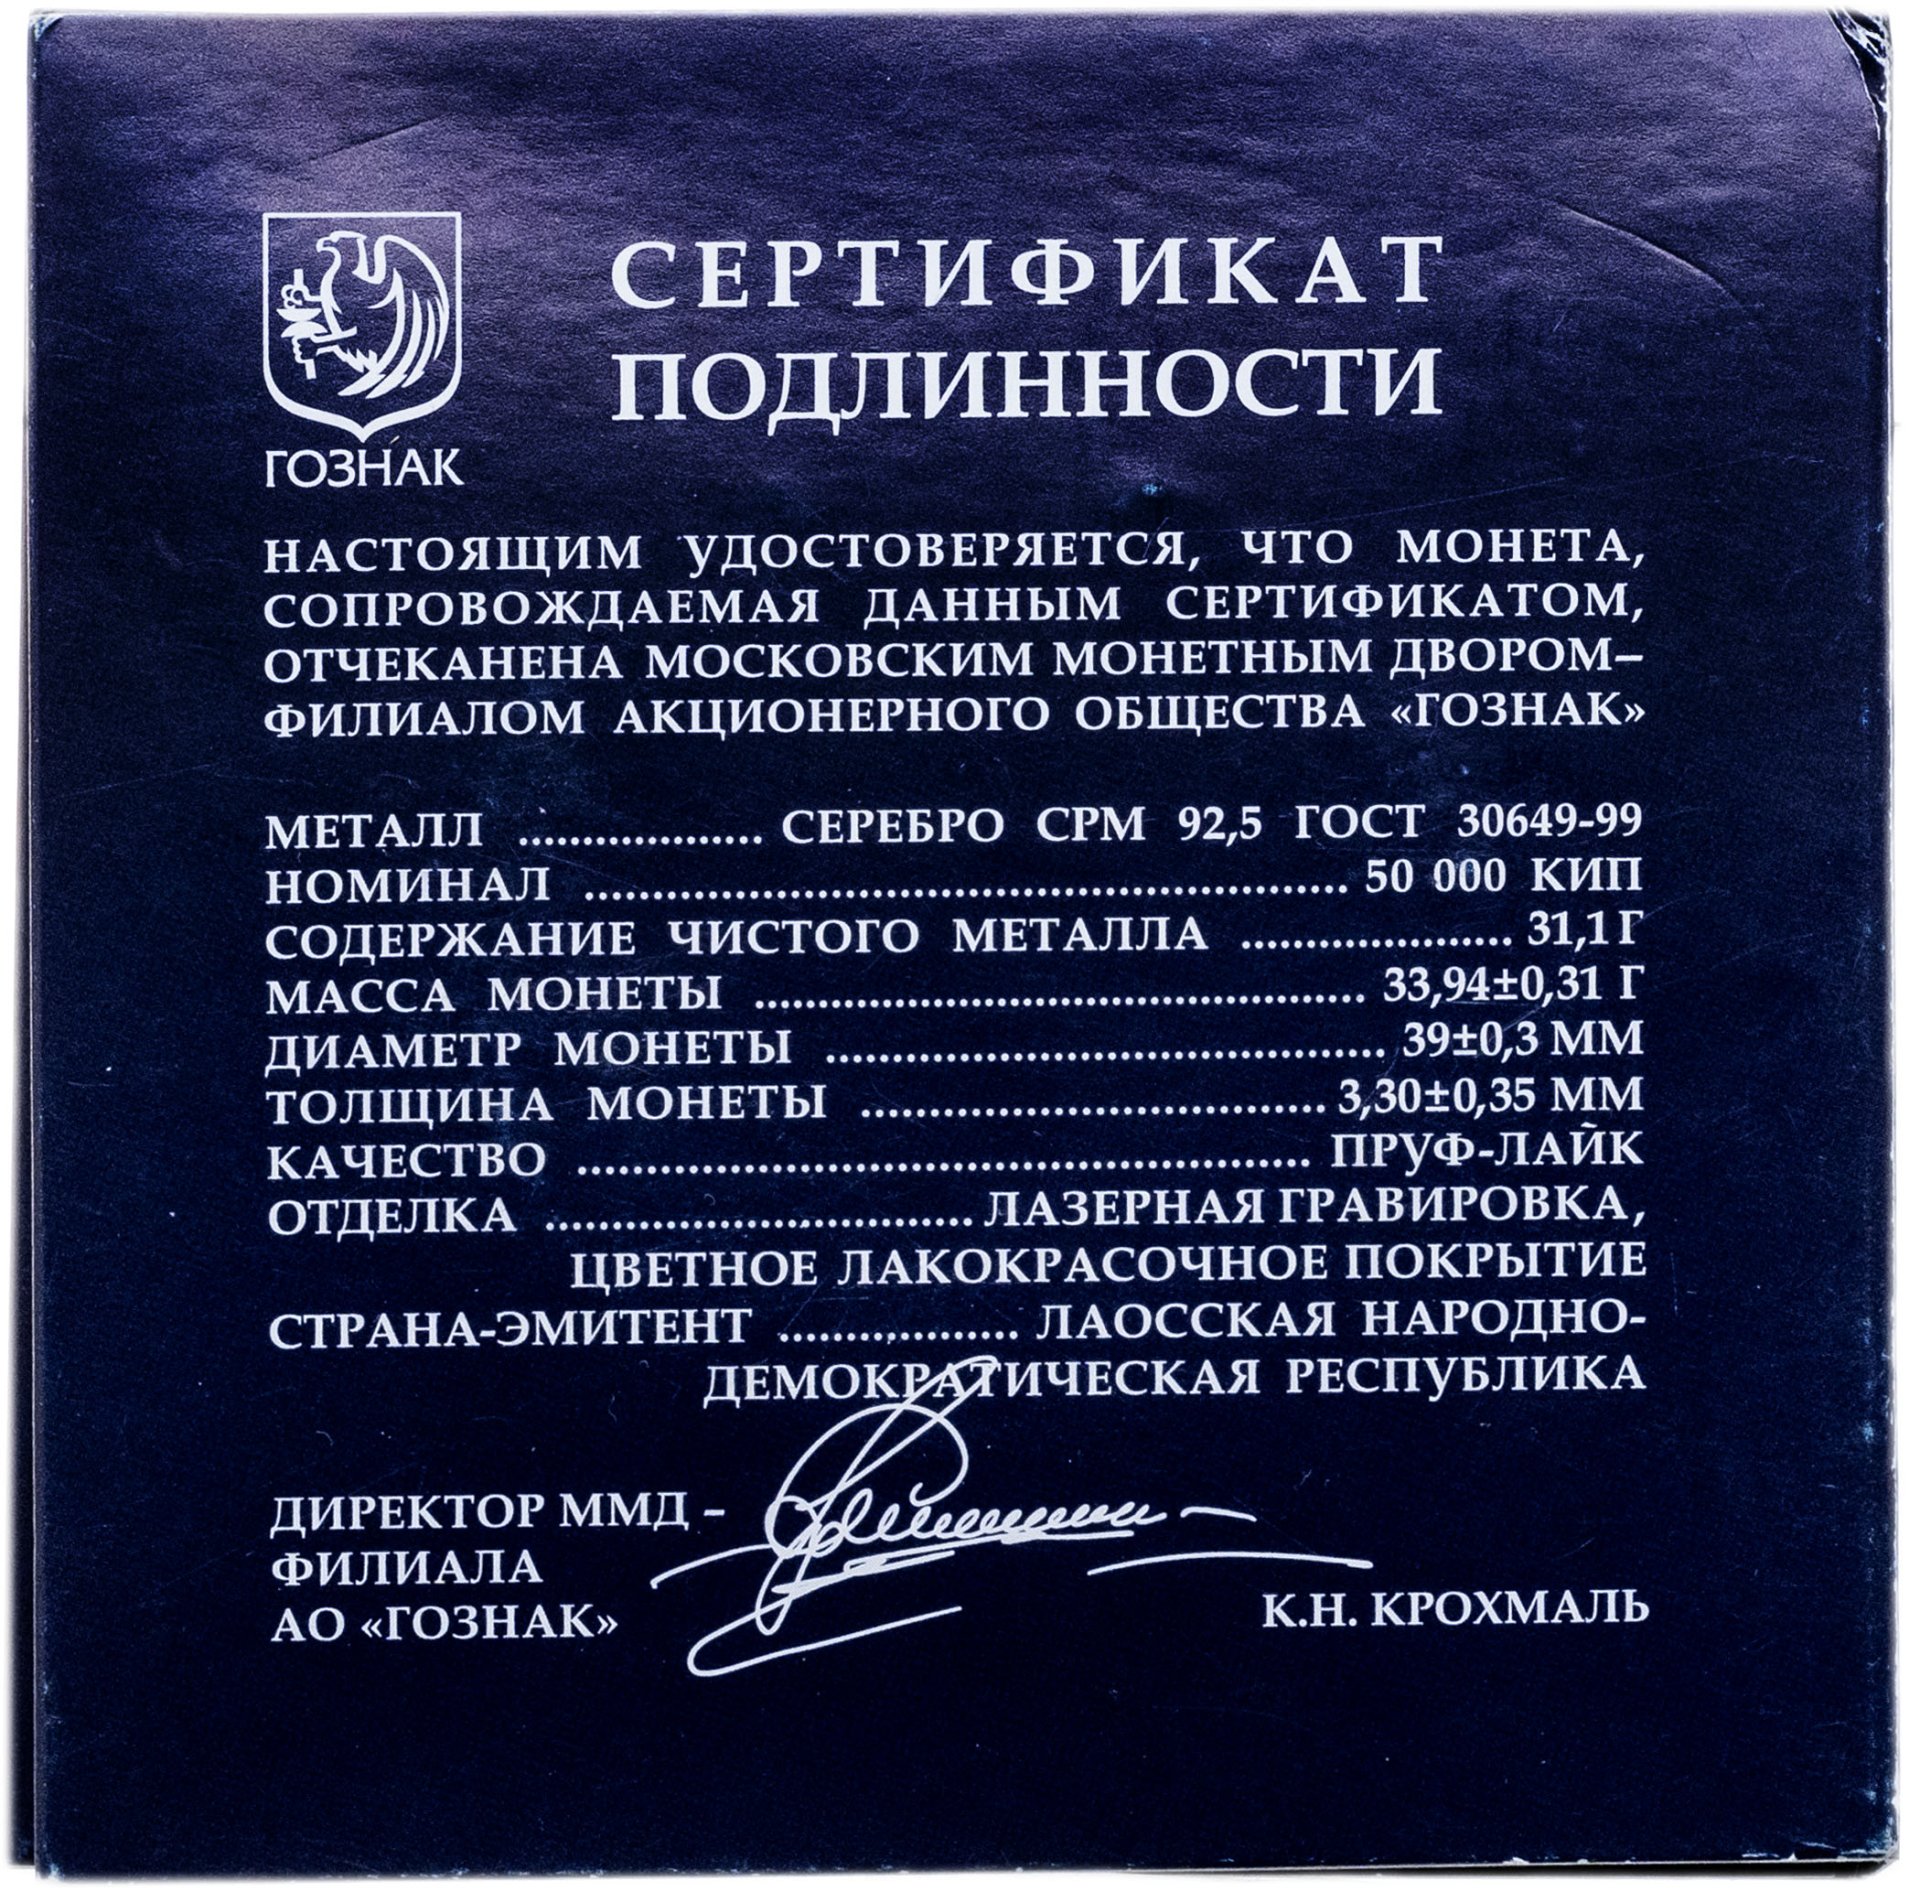 СЕРТИФИКАТ
ПОДЛИННОСТИ
ГОЗНАК
НАСТОЯЩИМ УДОСТОВЕРЯЕТСЯ, ЧТО МОНЕТА,
СОПРОВОЖДАЕМАЯ ДАННЫМ СЕРТИФИКАТОМ,
ОТЧЕКАНЕНА МОСКОВСКИМ МОНЕТНЫМ ДВОРОМ–
ФИЛИАЛОМ АКЦИОНЕРНОГО ОБЩЕСТВА «ГОЗНАК»
МЕТАЛЛ ................... СЕРЕБРО СРМ 92,5 ГОСТ 30649-99
НОМИНАЛ ........................................................... 50 000 КИП
СОДЕРЖАНИЕ ЧИСТОГО МЕТАЛЛА ..................... 31,1 Г
МАССА МОНЕТЫ ............................................... 33,94±0,31 Г
ДИАМЕТР МОНЕТЫ ........................................... 39±0,3 ММ
ТОЛЩИНА МОНЕТЫ ................................... 3,30±0,35 ММ
КАЧЕСТВО ........................................................ ПРУФ-ЛАЙК
ОТДЕЛКА ................................. ЛАЗЕРНАЯ ГРАВИРОВКА,
ЦВЕТНОЕ ЛАКОКРАСОЧНОЕ ПОКРЫТИЕ
СТРАНА-ЭМИТЕНТ ................... ЛАОССКАЯ НАРОДНО-
ДЕМОКРАТИЧЕСКАЯ РЕСПУБЛИКА
ДИРЕКТОР ММД –
ФИЛИАЛА
АО «ГОЗНАК»
К.Н. КРОХМАЛЬ